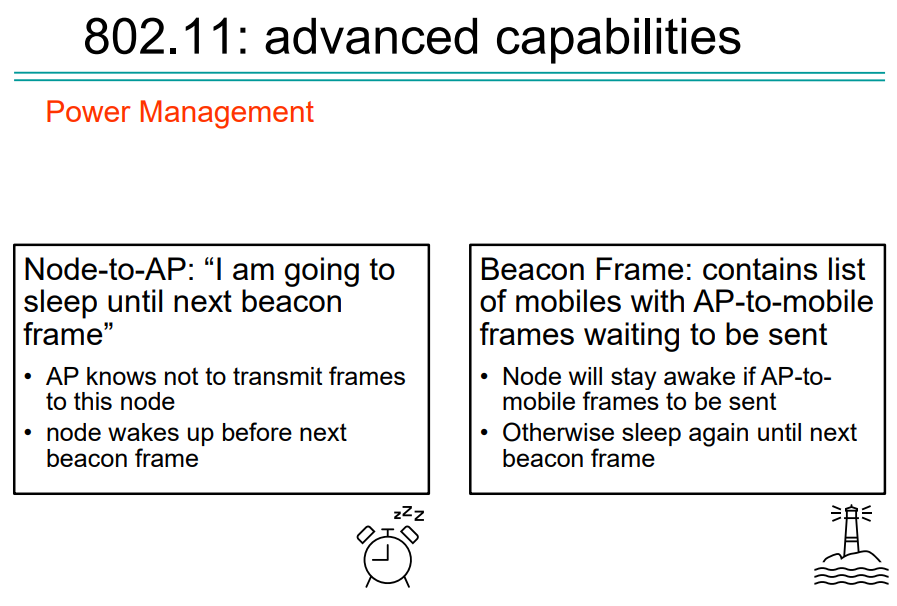 802.11: advanced capabilities
Power Management
Node-to-AP: “I am going to
sleep until next beacon
frame”
• AP knows not to transmit frames
to this node
• node wakes up before next
beacon frame
Beacon Frame: contains list
of mobiles with AP-to-mobile
frames waiting to be sent
• Node will stay awake if AP-to-
mobile frames to be sent
• Otherwise sleep again until next
beacon frame
zzz